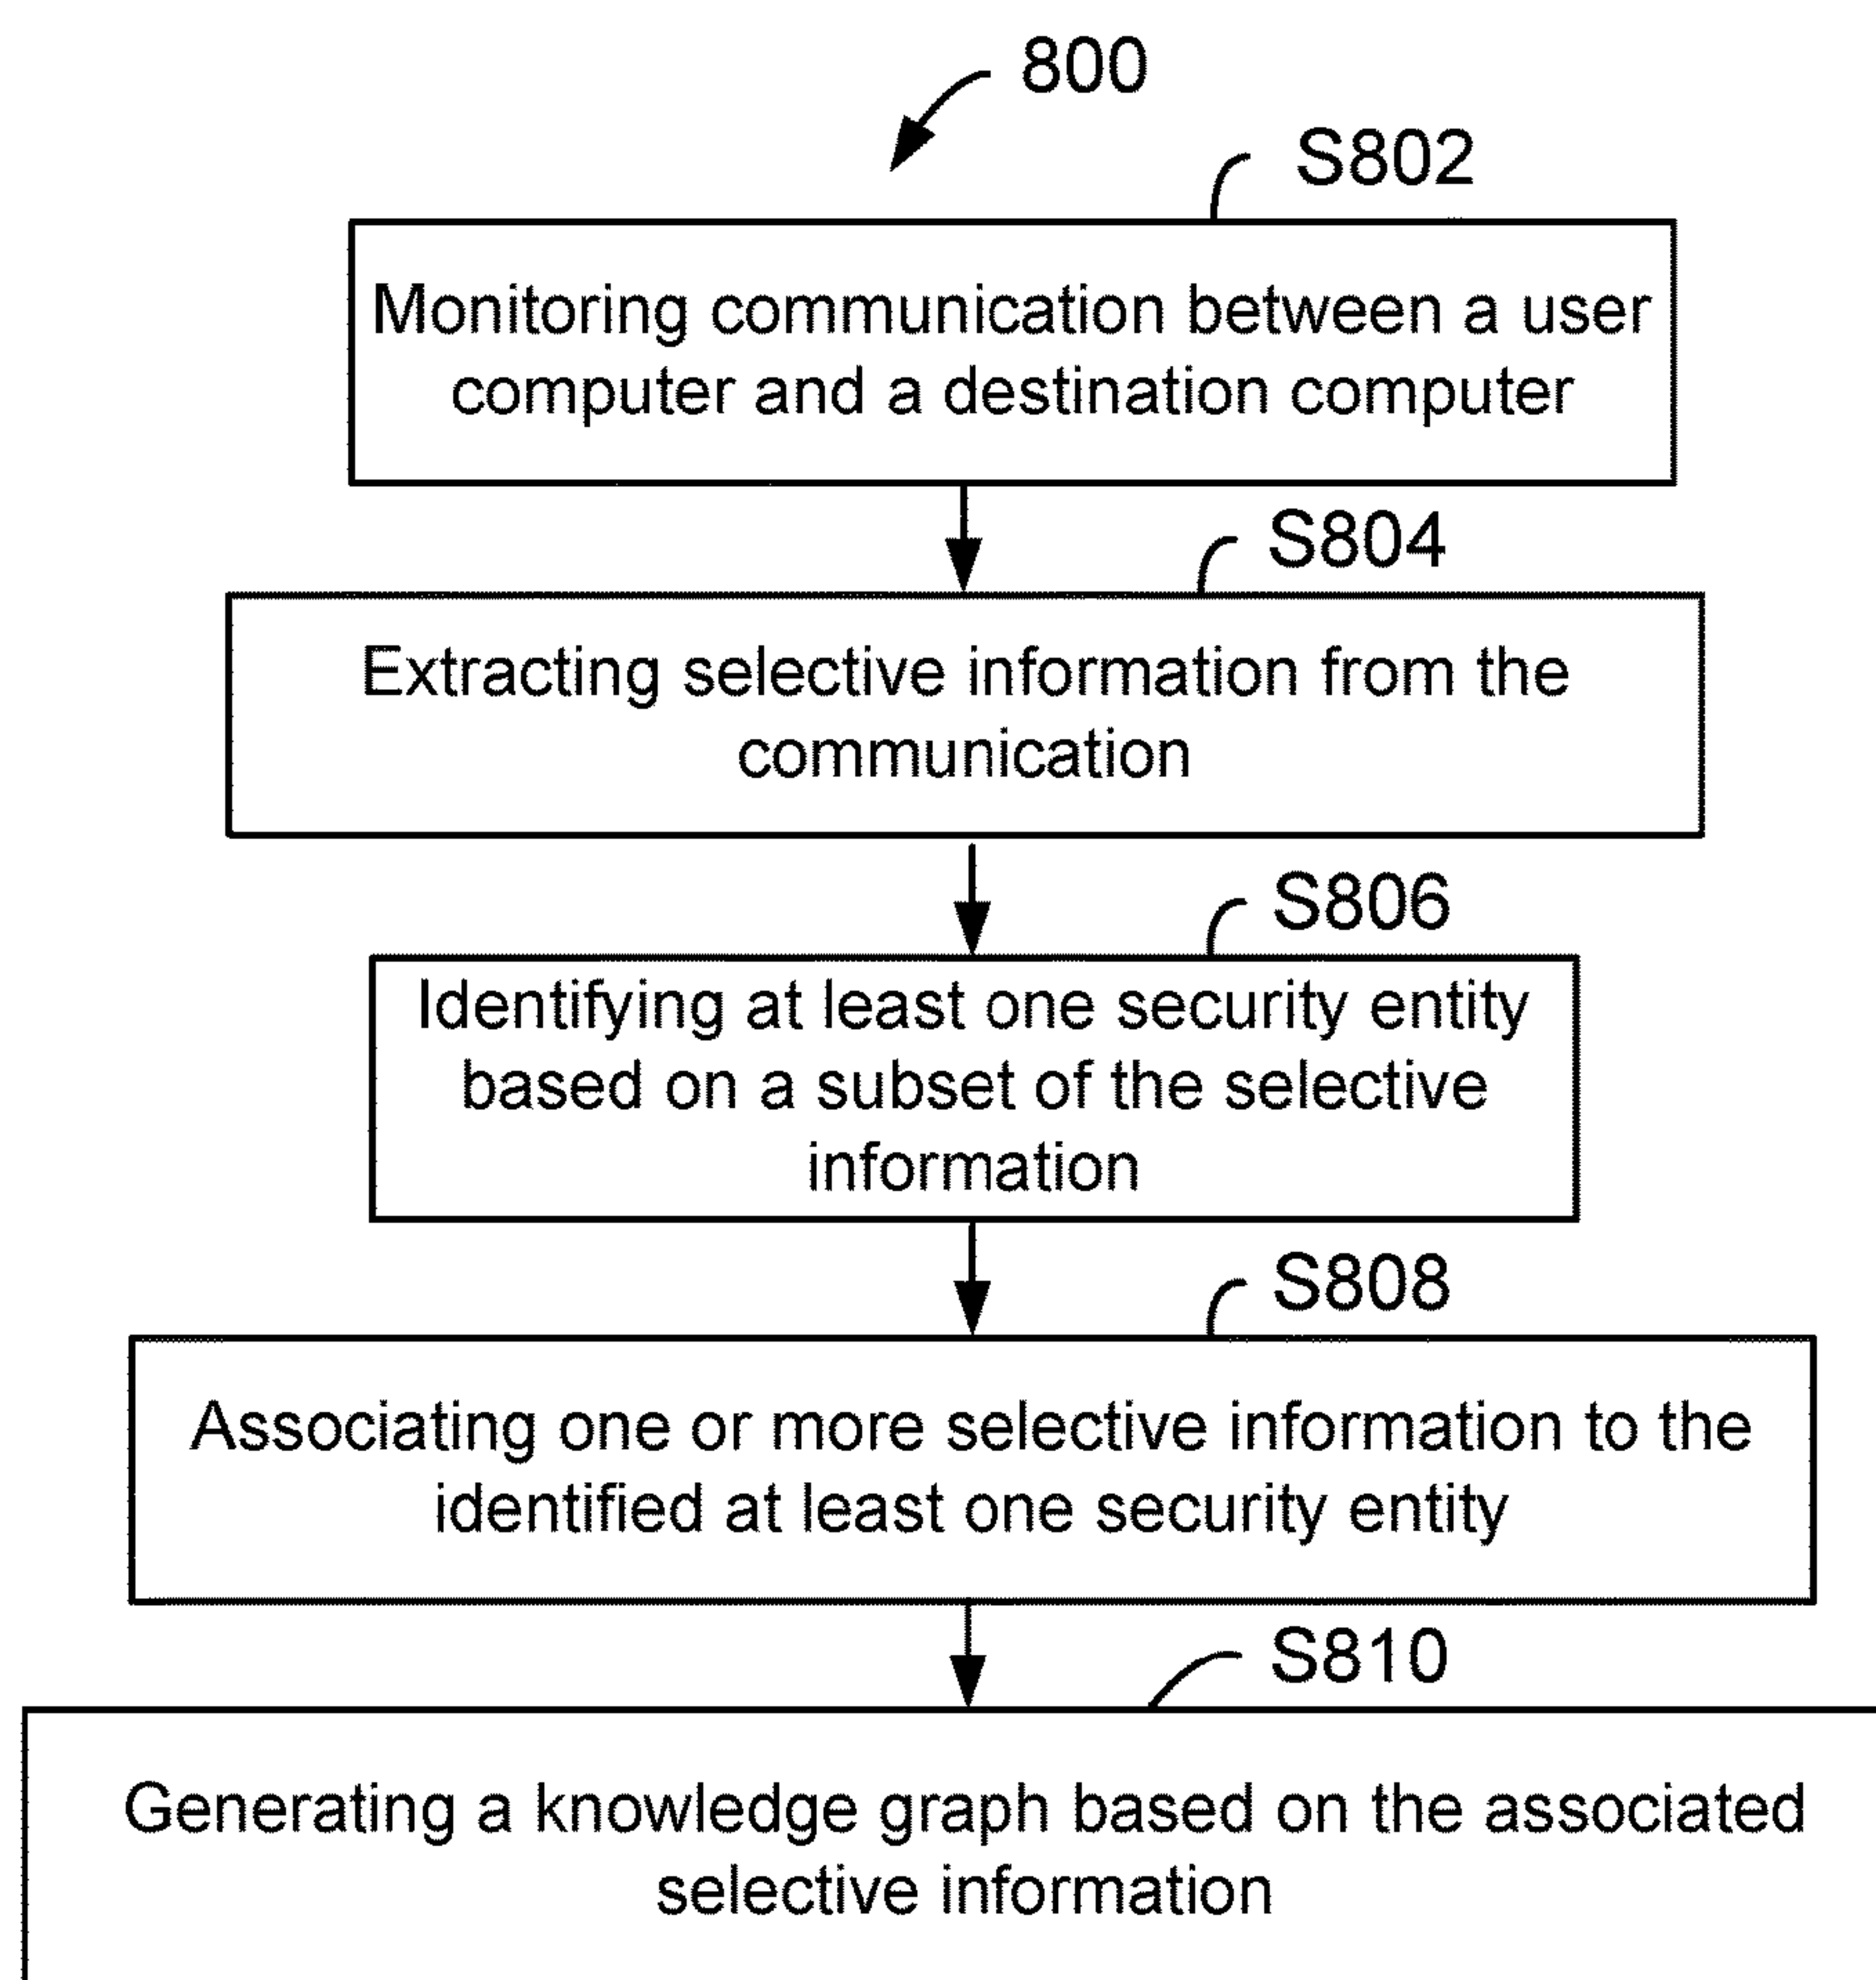 800
S802
Monitoring communication between a user
computer and a destination computer
S804
Extracting selective information from the
communication
S806
Identifying at least one security entity
based on a subset of the selective
information
S808
Associating one or more selective information to the
identified at least one security entity
S810
Generating a knowledge graph based on the associated
selective information